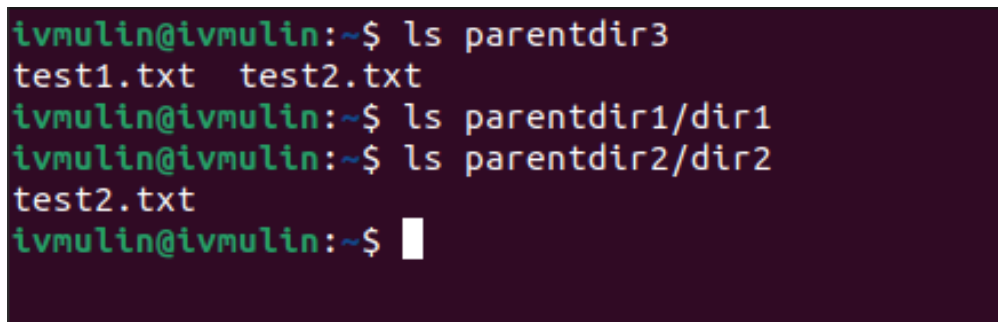 ivmulin@ivmulin:~$ ls parentdir3
test1.txt  test2.txt
ivmulin@ivmulin:~$ ls parentdir1/dir1
ivmulin@ivmulin:~$ ls parentdir2/dir2
test2.txt
ivmulin@ivmulin:~$